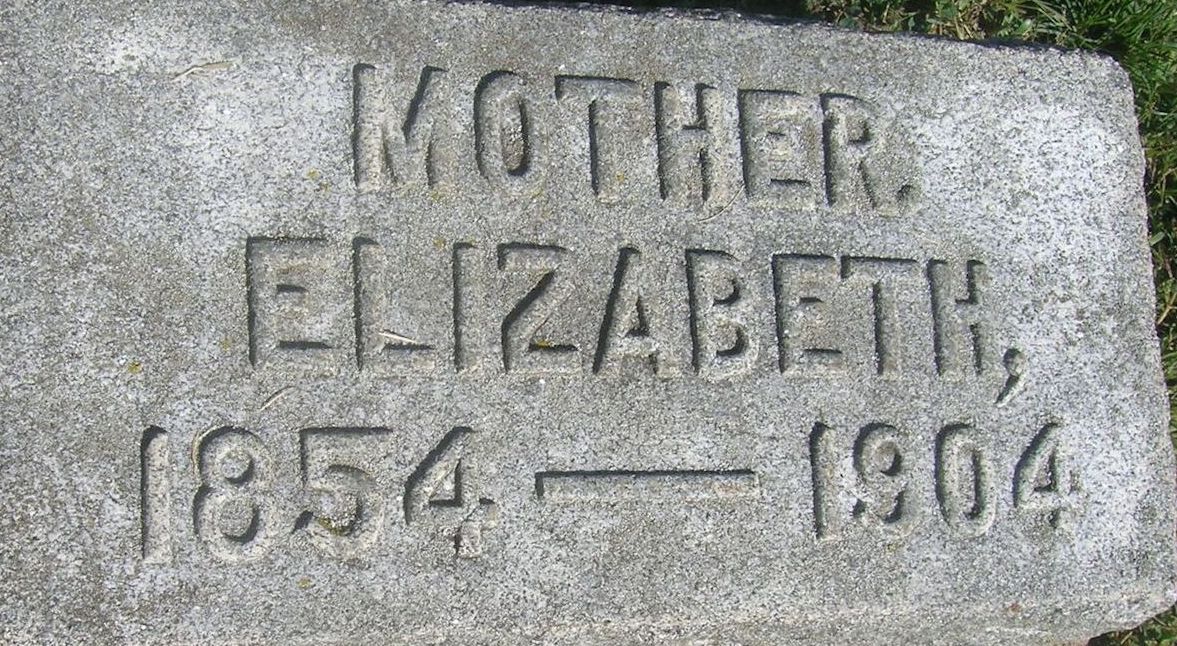 MOTHER.
ELIZABETH,
1854 — 1904